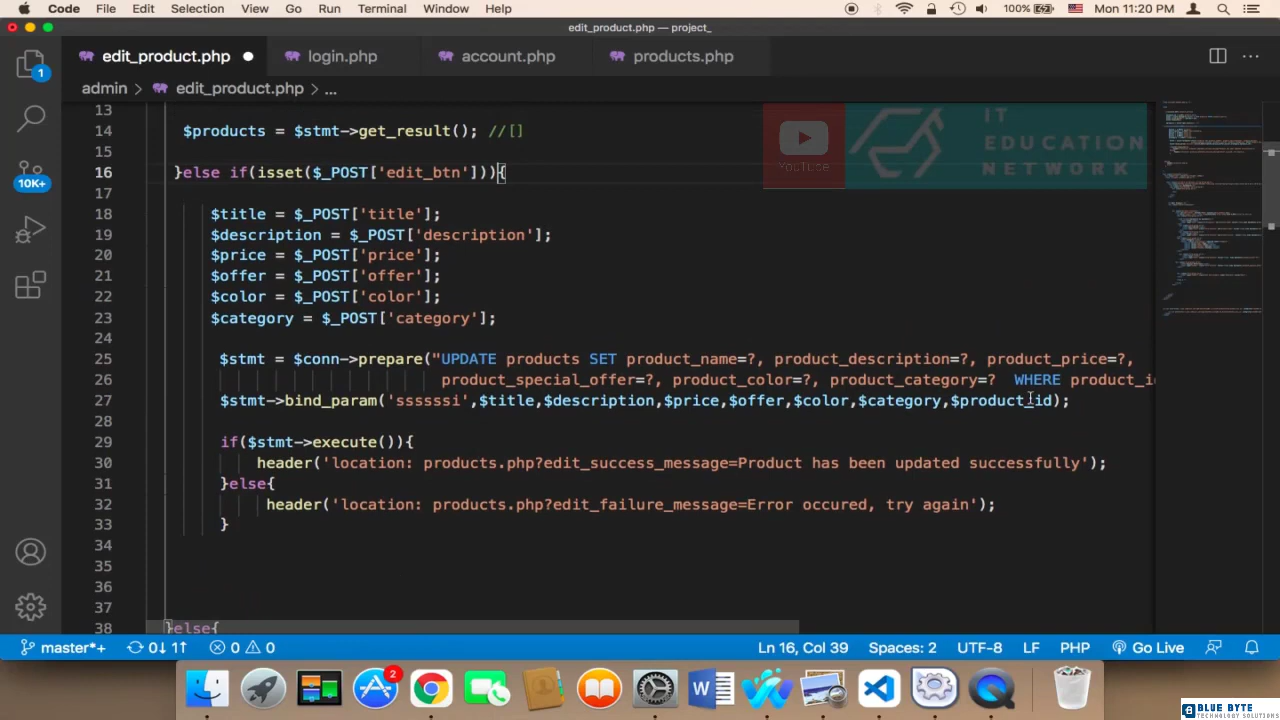 Code File Edit Selection View Go Run Terminal Window Help 100% Mon 11:20 PM
edit_product.php — project_
edit_product.php login.php account.php products.php
1
admin > edit_product.php > ...
13
14 $products = $stmt->get_result(); //[]
15
16 }else if(isset($_POST['edit_btn'])){
17
18 $title = $_POST['title'];
19 $description = $_POST['description'];
20 $price = $_POST['price'];
21 $offer = $_POST['offer'];
22 $color = $_POST['color'];
23 $category = $_POST['category'];
24
25 $stmt = $conn->prepare("UPDATE products SET product_name=?, product_description=?, product_price=?,
26 product_special_offer=?, product_color=?, product_category=? WHERE product_id
27 $stmt->bind_param('ssssssi',$title,$description,$price,$offer,$color,$category,$product_id);
28
29 if($stmt->execute()){
30 header('location: products.php?edit_success_message=Product has been updated successfully');
31 }else{
32 header('location: products.php?edit_failure_message=Error occured, try again');
33 }
34
35
36
37
38 }else{
10K+
YouTube
IT
EDUCATION
NETWORK
master*+ 0↓ 1↑ 0 0 Ln 16, Col 39 Spaces: 2 UTF-8 LF PHP Go Live
2
BLUE BYTE
TECHNOLOGY SOLUTIONS